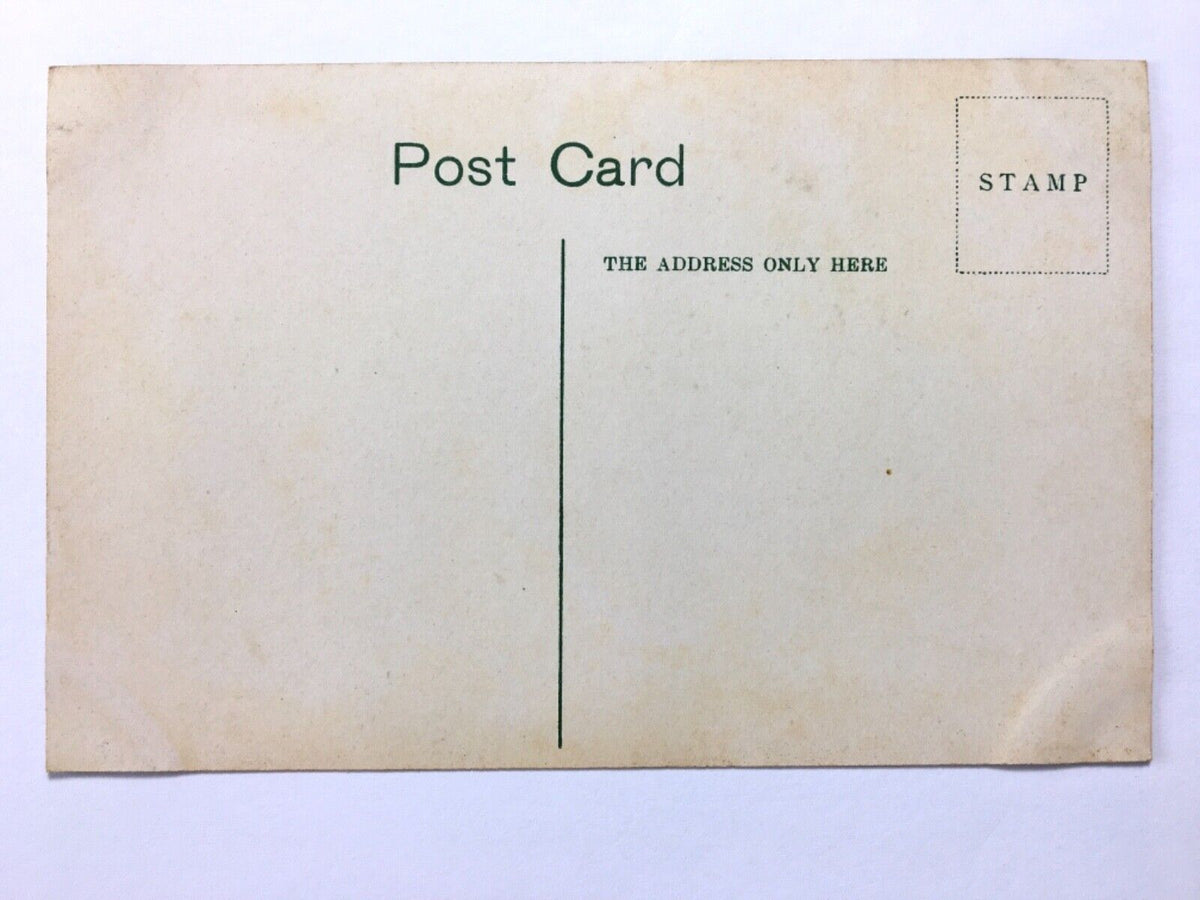 Post Card
STAMP
THE ADDRESS ONLY HERE